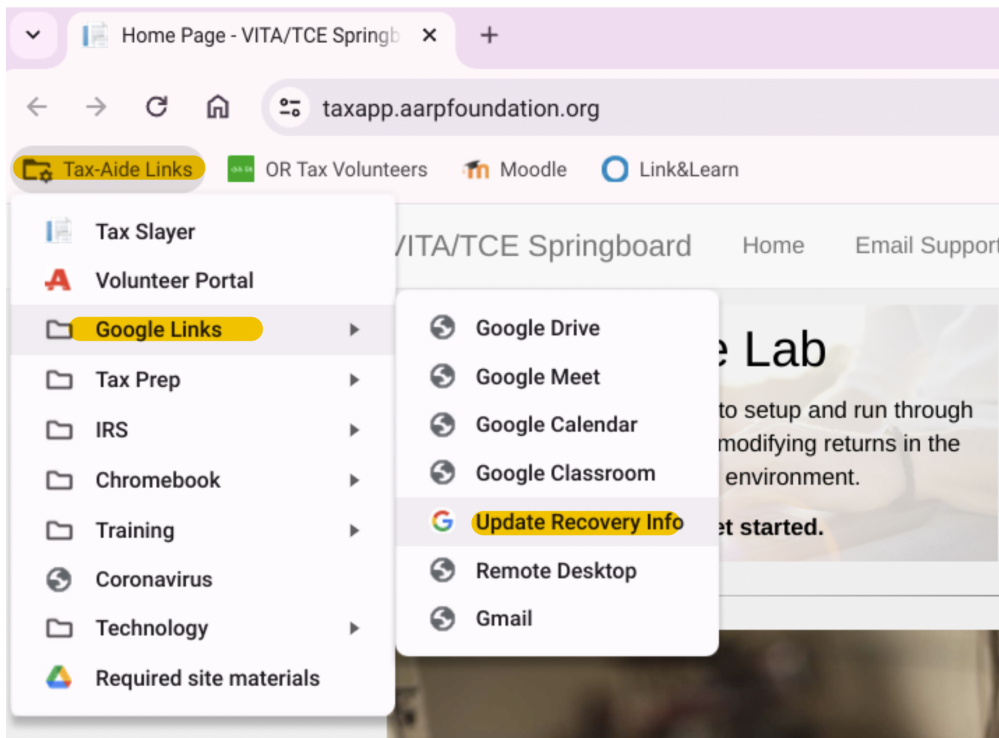 Home Page - VITA/TCE Springb
taxapp.aarpfoundation.org
Tax-Aide Links
OR Tax Volunteers
Moodle
Link&Learn
VITA/TCE Springboard
Home
Email Support
Tax Slayer
Volunteer Portal
Google Links
Tax Prep
IRS
Chromebook
Training
Coronavirus
Technology
Required site materials
Google Drive
Google Meet
Google Calendar
Google Classroom
Update Recovery Info
Remote Desktop
Gmail
e Lab
to setup and run through
modifying returns in the
environment.
et started.